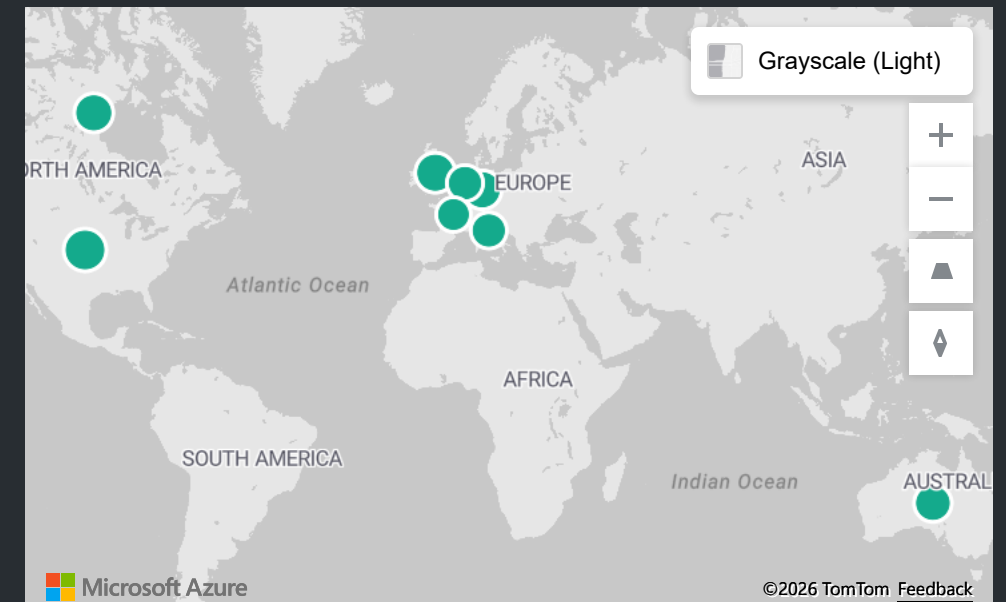 Grayscale (Light)
ASIA
ORTH AMERICA
EUROPE
Atlantic Ocean
AFRICA
SOUTH AMERICA
Indian Ocean
AUSTRAL
Microsoft Azure
©2026 TomTom Feedback